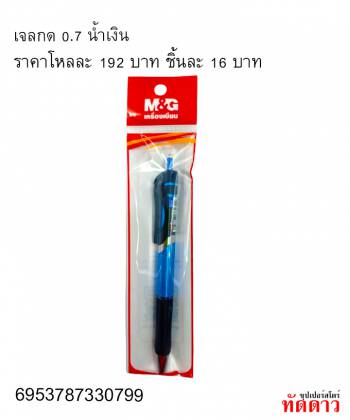 เจลกด 0.7 น้ำเงิน
ราคาโหลละ 192 บาท ชิ้นละ 16 บาท
M&G
เครื่องเขียน
6953787330799
ซุปเปอร์สโตร์
ทัดดาว